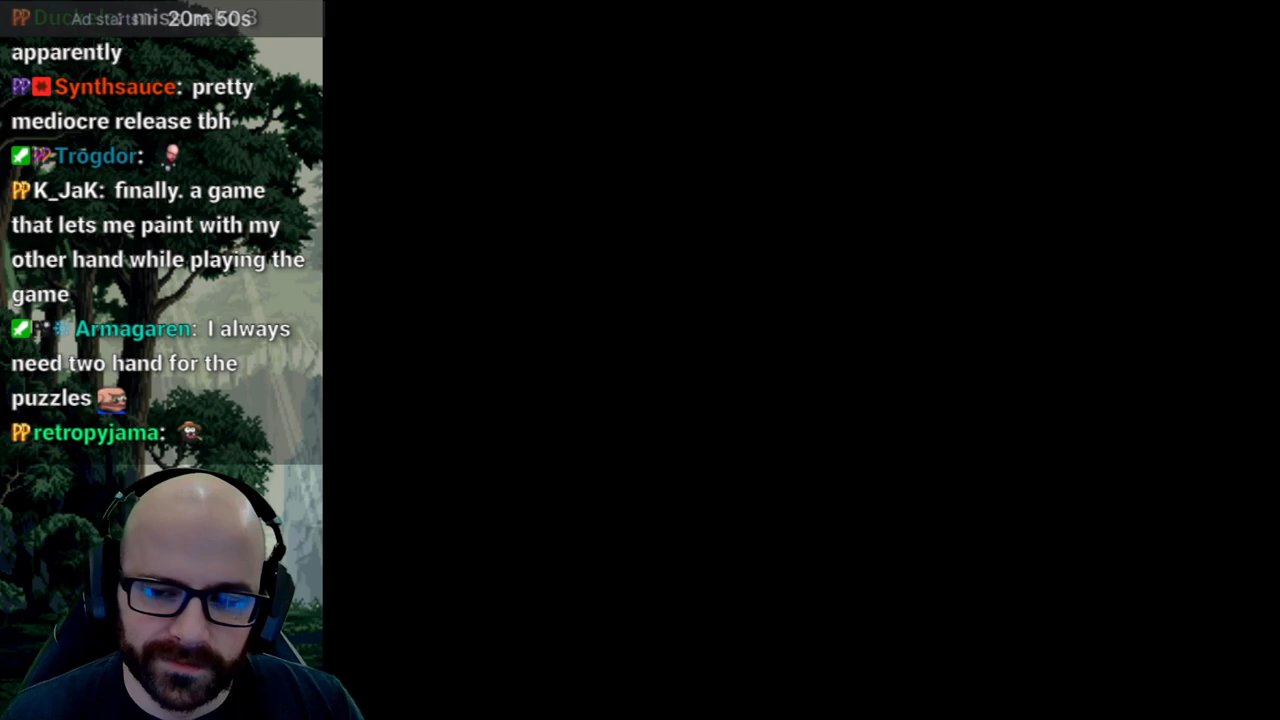 Ad starts in 20m 50s
apparently
Synthsauce: pretty
mediocre release tbh
Trogdor:
K_JaK: finally. a game
that lets me paint with my
other hand while playing the
game
Armagaren: I always
need two hand for the
puzzles
retropyjama: